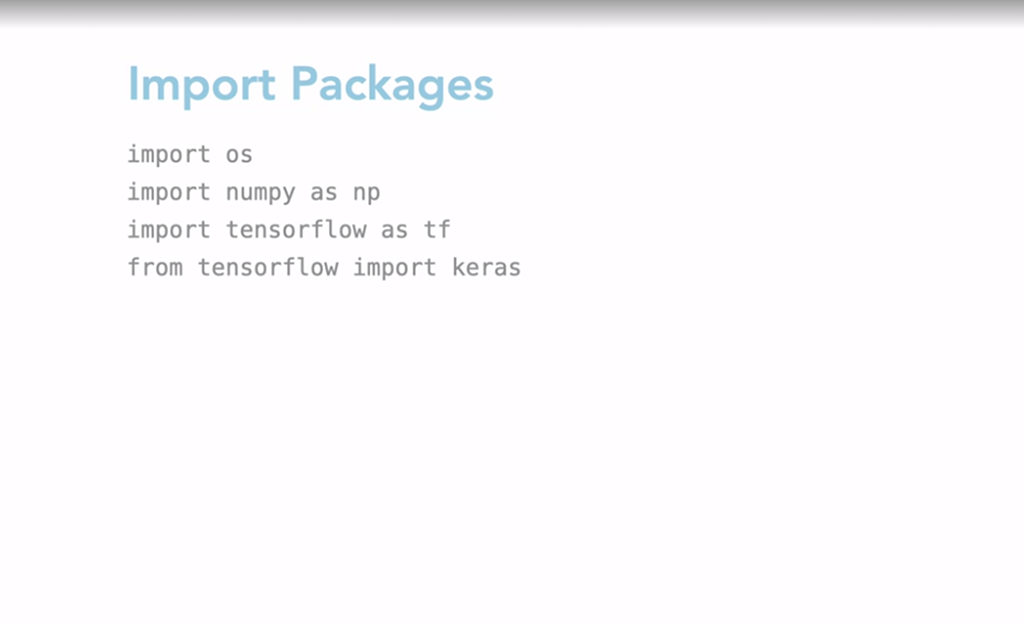 Import Packages
import os
import numpy as np
import tensorflow as tf
from tensorflow import keras